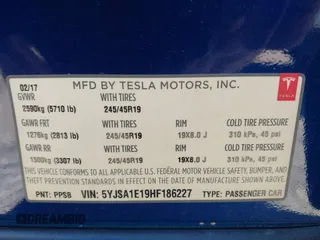 02/17 MFD BY TESLA MOTORS, INC.
GVWR WITH TIRES
2590kg (5710 lb) 245/45R19
TESLA
GAWR FRT WITH TIRES RIM COLD TIRE PRESSURE
1276kg (2813 lb) 245/45R19 19X8.0 J 310 kPa, 45 psi
GAWR RR WITH TIRES RIM COLD TIRE PRESSURE
1500kg (3307 lb) 245/45R19 19X8.0 J 310 kPa, 45 psi
THIS VEHICLE CONFORMS TO ALL APPLICABLE U.S. FEDERAL MOTOR VEHICLE SAFETY, BUMPER, AND
THEFT PREVENTION STANDARDS IN EFFECT ON THE DATE OF MANUFACTURE SHOWN ABOVE.
PNT: PPSB VIN: 5YJSA1E19HF186227 TYPE: PASSENGER CAR